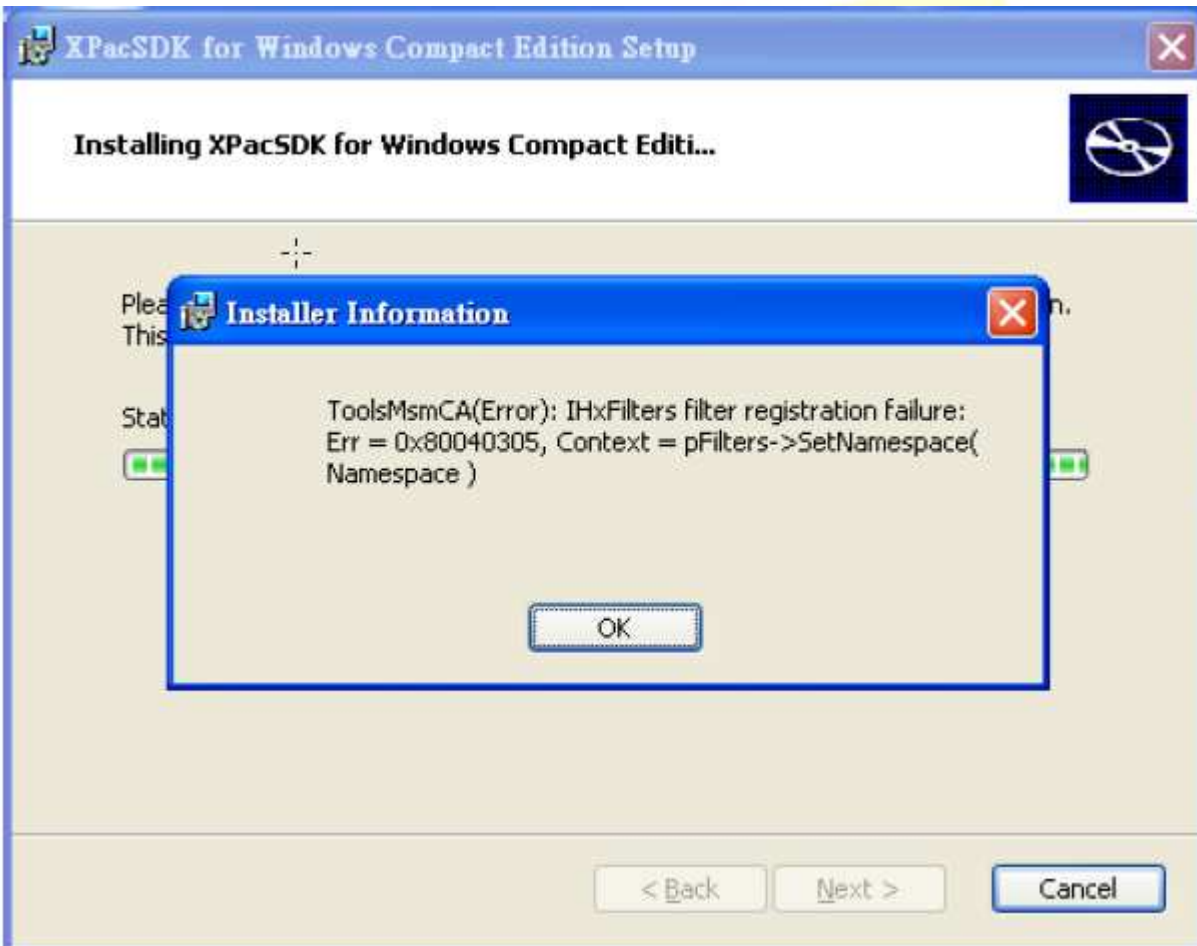 XPacSDK for Windows Compact Edition Setup
Installing XPacSDK for Windows Compact Editi...
Plea
n.
This
Installer Information
Stat
ToolsMsmCA(Error): IHxFilters filter registration failure:
Err = 0x80040305, Context = pFilters->SetNamespace(
Namespace )
OK
< Back
Next >
Cancel